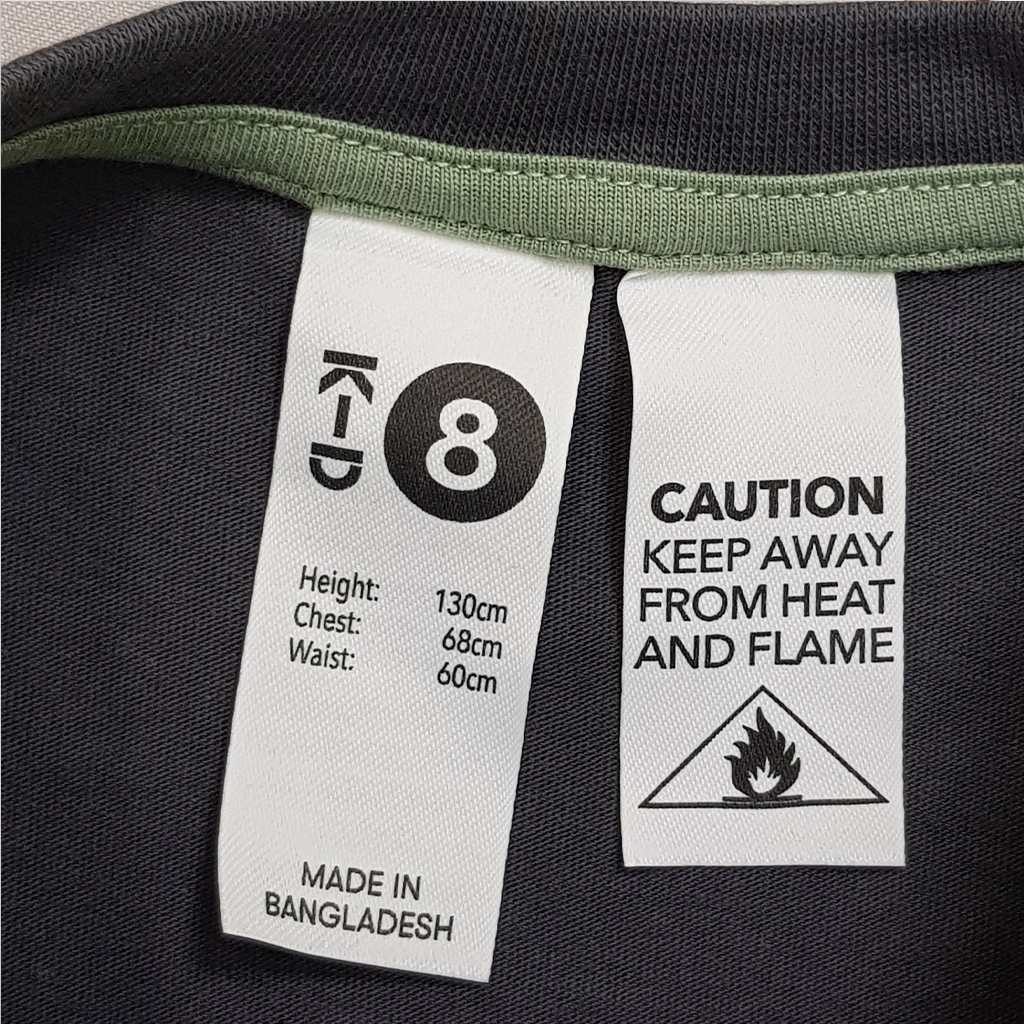 KID
8
Height: 130cm
Chest: 68cm
Waist: 60cm
MADE IN
BANGLADESH
CAUTION
KEEP AWAY
FROM HEAT
AND FLAME